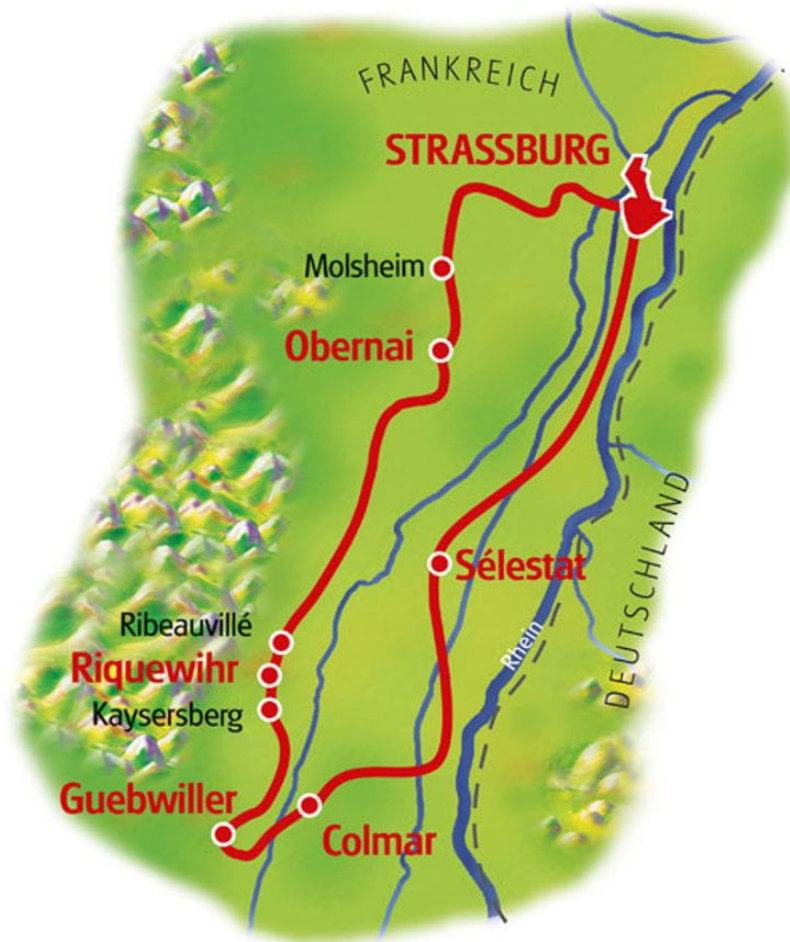 FRANKREICH
STRASSBURG
Molsheim
Obernai
Sélestat
DEUTSCHLAND
Rhein
Ribeauvillé
Riquewihr
Kaysersberg
Guebwiller
Colmar